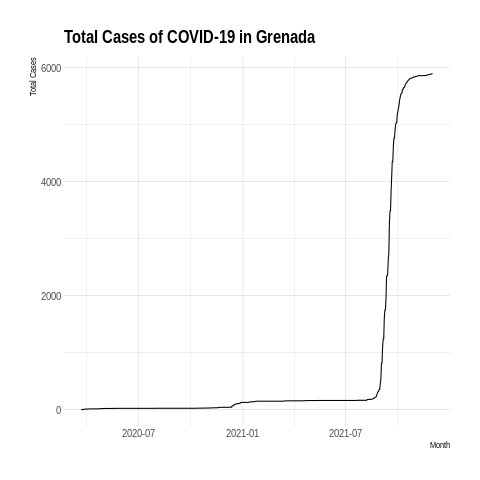 Total Cases of COVID-19 in Grenada
Total Cases
6000
4000
2000
0
2020-07 2021-01 2021-07
Month